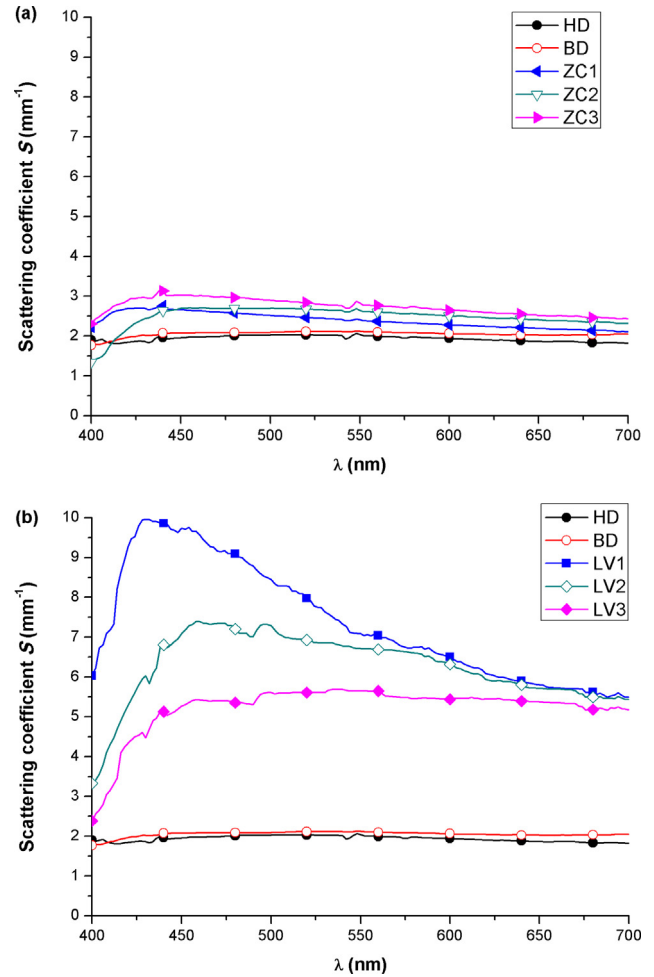 (a)
HD
BD
ZC1
ZC2
ZC3
Scattering coefficient S (mm⁻¹)
10
9
8
7
6
5
4
3
2
1
0
400 450 500 550 600 650 700
λ (nm)
(b)
HD
BD
LV1
LV2
LV3
Scattering coefficient S (mm⁻¹)
10
9
8
7
6
5
4
3
2
1
0
400 450 500 550 600 650 700
λ (nm)